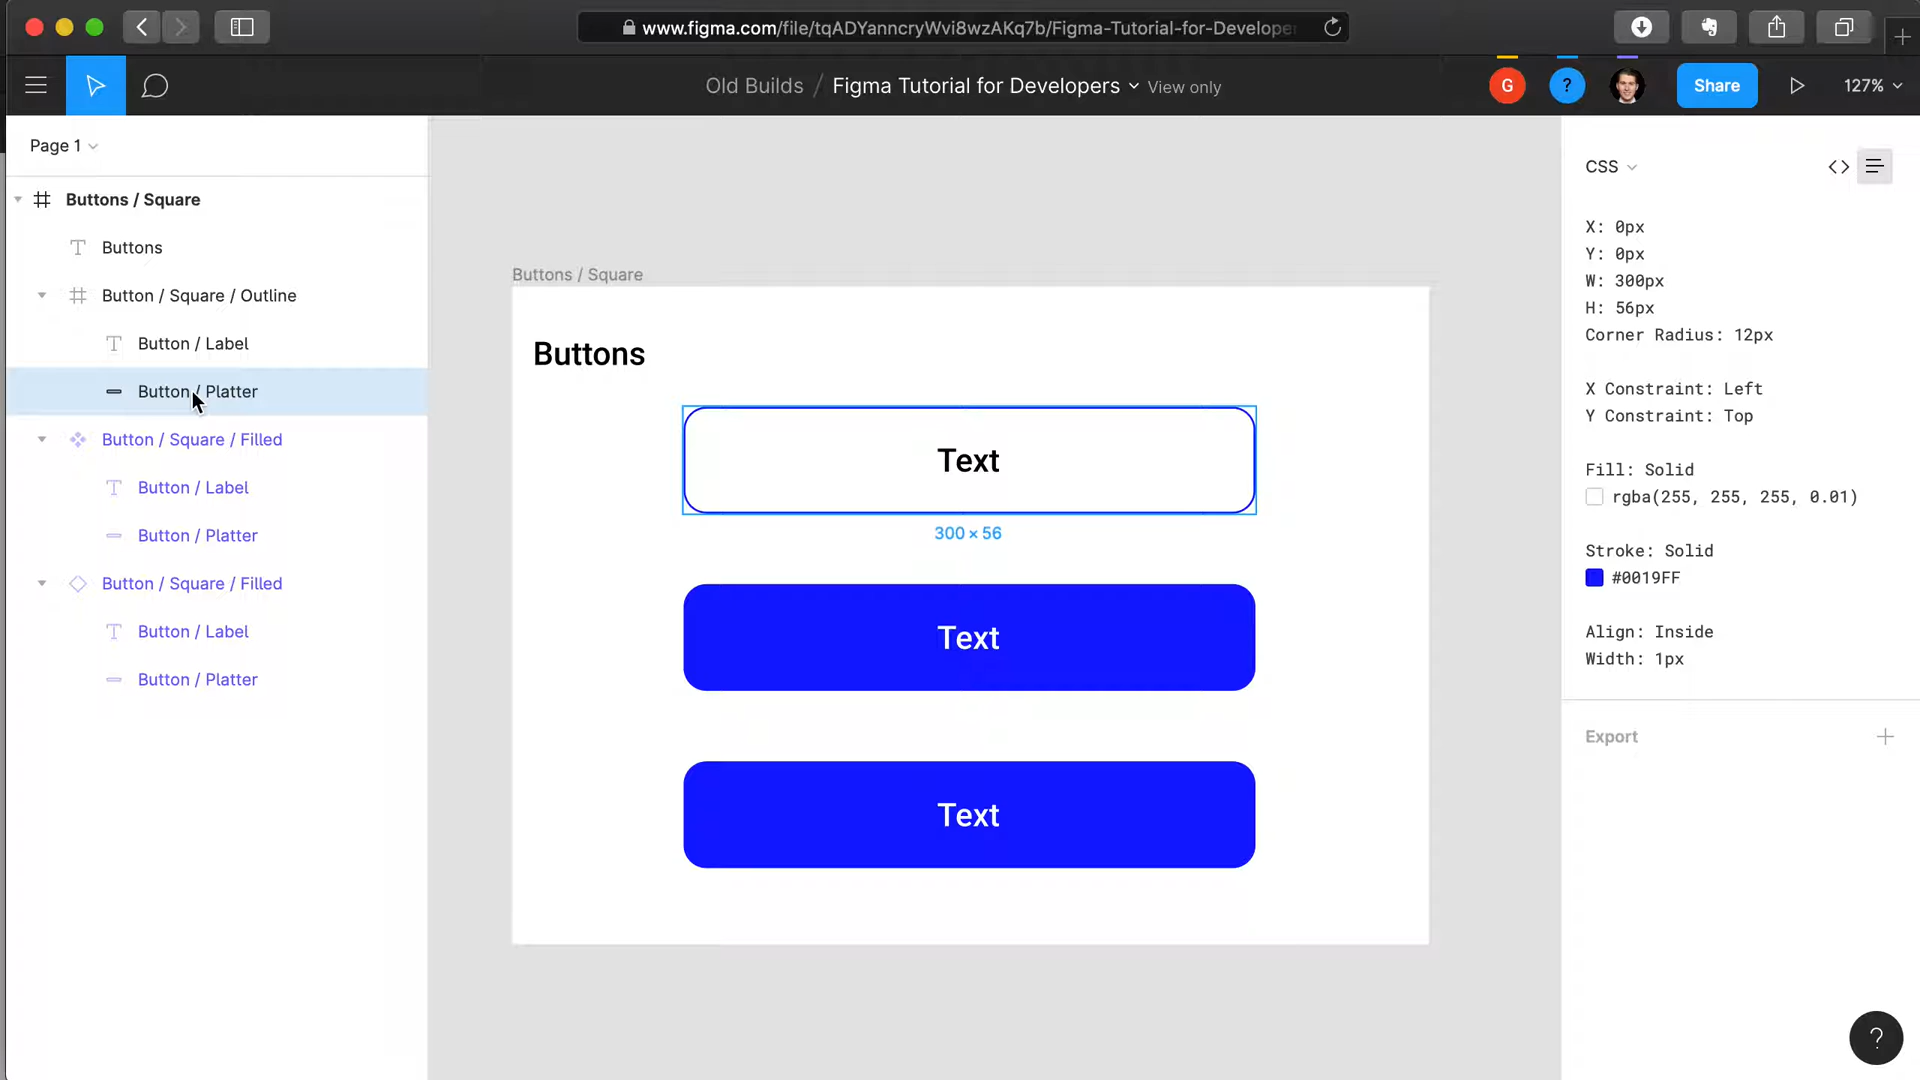 www.figma.com/file/tqADYanncryWvi8wzAKq7b/Figma-Tutorial-for-Develope
Old Builds / Figma Tutorial for Developers View only
G
?
Share
127%
Page 1
Buttons / Square
Buttons
Button / Square / Outline
Button / Label
Button / Platter
Button / Square / Filled
Button / Label
Button / Platter
Button / Square / Filled
Button / Label
Button / Platter
Buttons / Square
Buttons
Text
300 × 56
Text
Text
CSS
X: 0px
Y: 0px
W: 300px
H: 56px
Corner Radius: 12px
X Constraint: Left
Y Constraint: Top
Fill: Solid
rgba(255, 255, 255, 0.01)
Stroke: Solid
#0019FF
Align: Inside
Width: 1px
Export
?